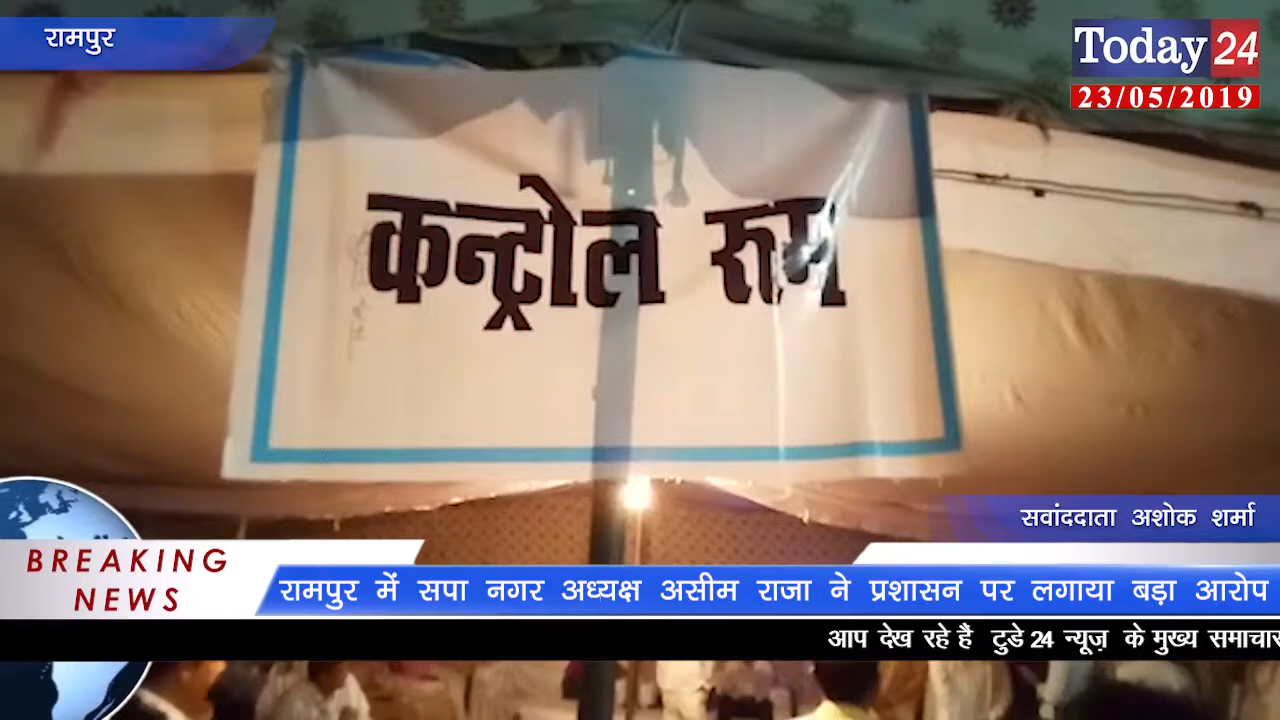 रामपुर
Today 24
23/05/2019
कन्ट्रोल रूम
सवांददाता अशोक शर्मा
BREAKING
NEWS
रामपुर में सपा नगर अध्यक्ष असीम राजा ने प्रशासन पर लगाया बड़ा आरोप
आप देख रहे हैं टुडे 24 न्यूज़ के मुख्य समाचार